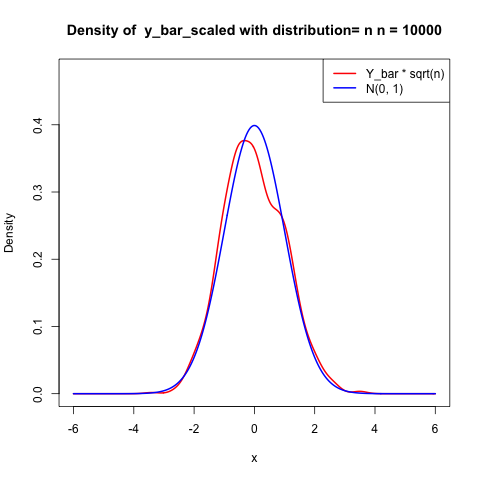 Density of  y_bar_scaled with distribution= n n = 10000
Y_bar * sqrt(n)
N(0, 1)
Density
0.4
0.3
0.2
0.1
0.0
-6 -4 -2 0 2 4 6
x